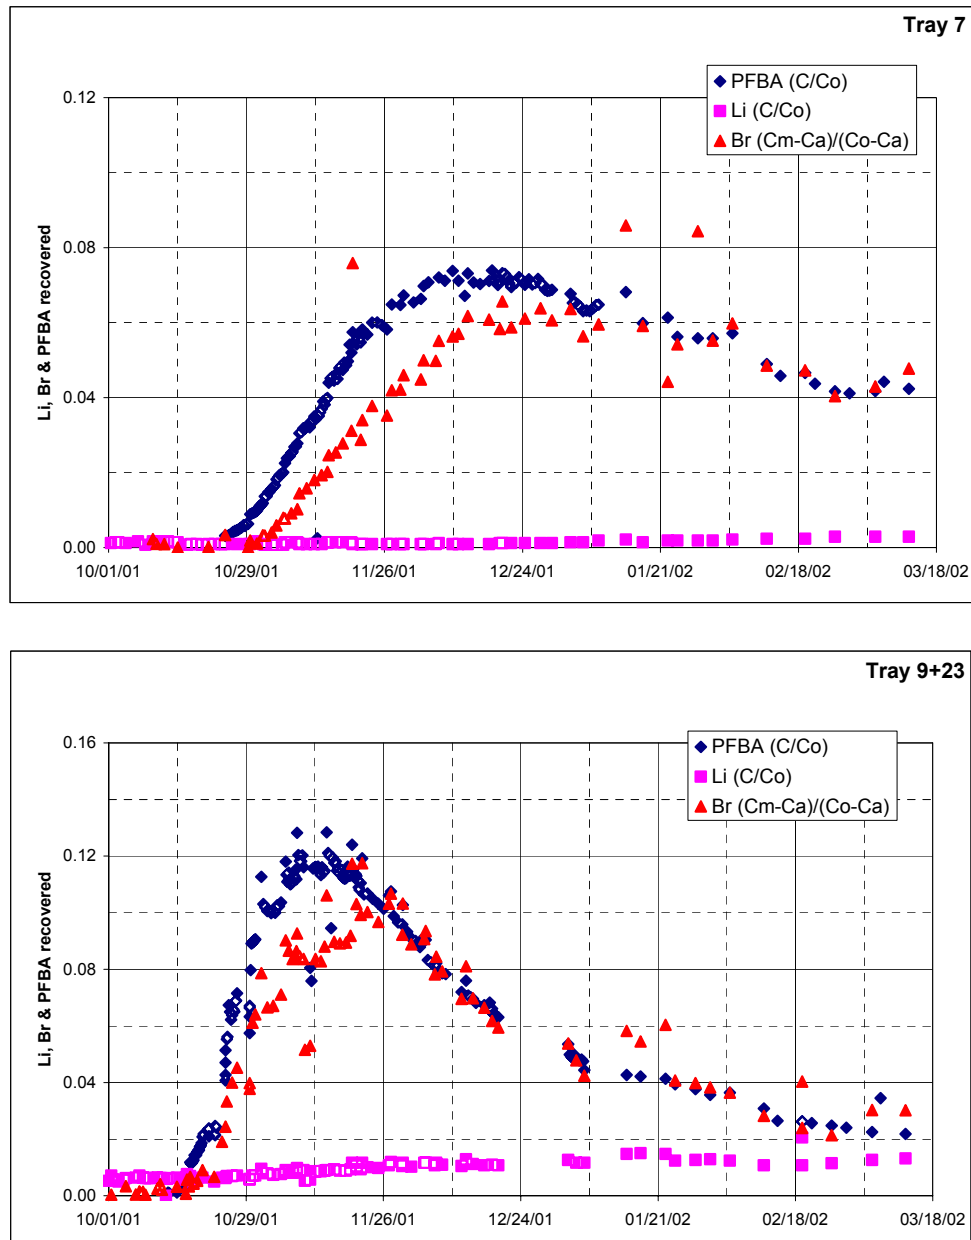 Tray 7
0.12
PFBA (C/Co)
Li (C/Co)
Br (Cm-Ca)/(Co-Ca)
Li, Br & PFBA recovered
0.08
0.04
0.00
10/01/01 10/29/01 11/26/01 12/24/01 01/21/02 02/18/02 03/18/02
Tray 9+23
0.16
PFBA (C/Co)
Li (C/Co)
Br (Cm-Ca)/(Co-Ca)
Li, Br & PFBA recovered
0.12
0.08
0.04
0.00
10/01/01 10/29/01 11/26/01 12/24/01 01/21/02 02/18/02 03/18/02